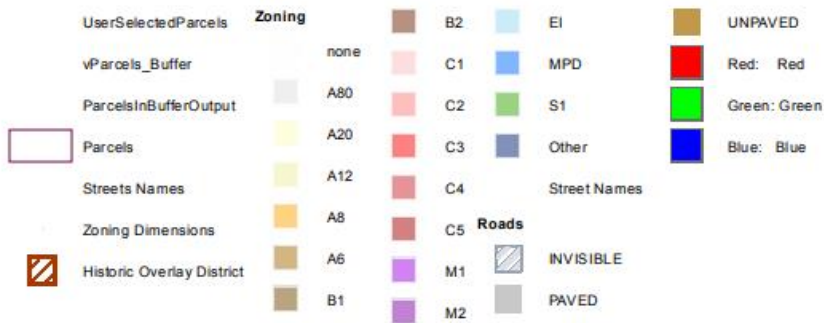 UserSelectedParcels
vParcels_Buffer
ParcelsInBufferOutput
Parcels
Streets Names
Zoning Dimensions
Historic Overlay District
Zoning
none
A80
A20
A12
A8
A6
B1
B2
C1
C2
C3
C4
C5
M1
M2
EI
MPD
S1
Other
Street Names
Roads
INVISIBLE
PAVED
UNPAVED
Red: Red
Green: Green
Blue: Blue